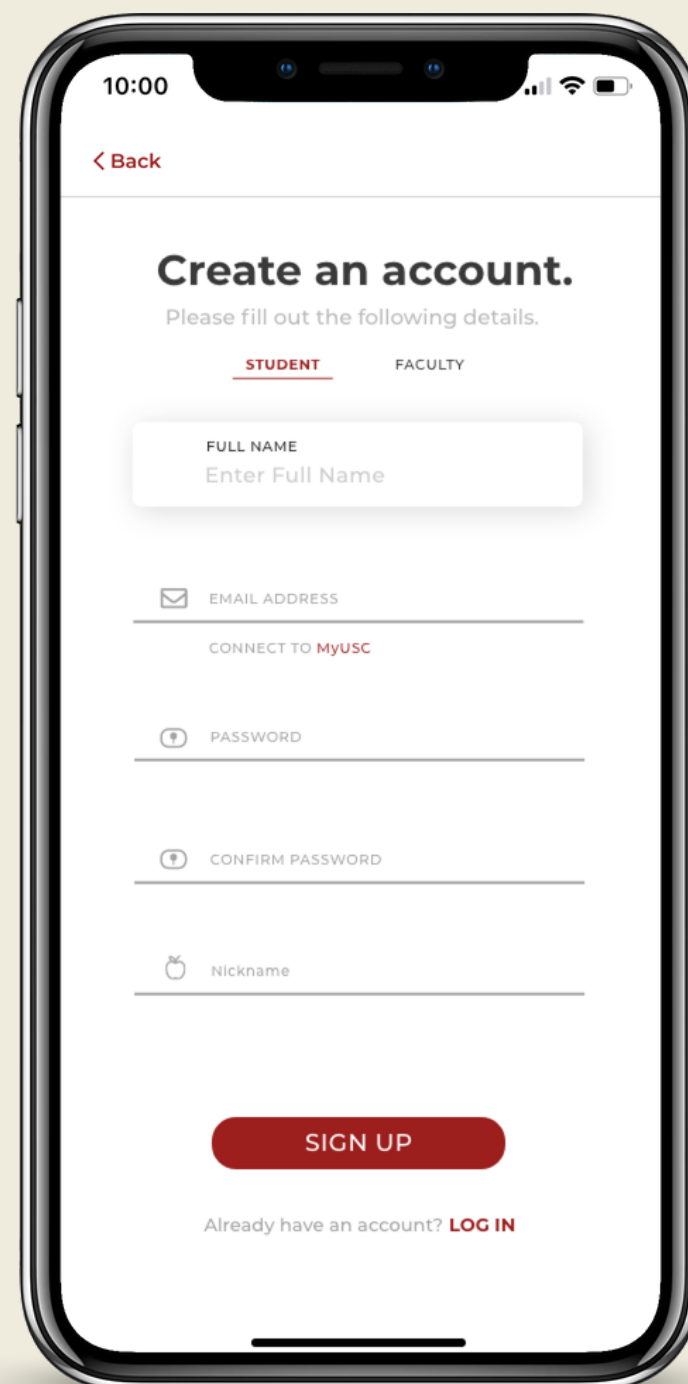 10:00
Back
Create an account.
Please fill out the following details.
STUDENT FACULTY
FULL NAME
Enter Full Name
EMAIL ADDRESS
CONNECT TO MyUSC
PASSWORD
CONFIRM PASSWORD
Nickname
SIGN UP
Already have an account? LOG IN